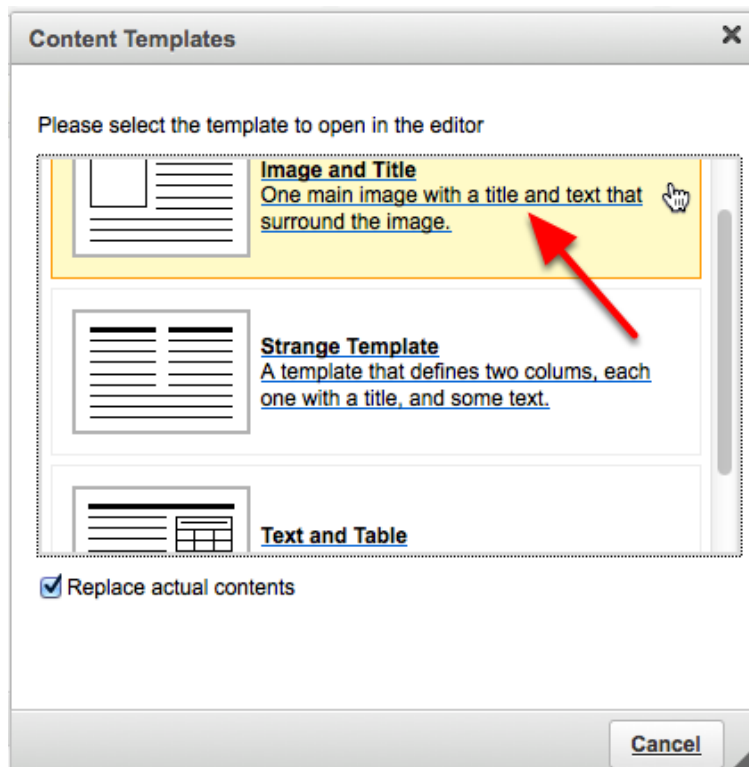 Content Templates
Please select the template to open in the editor
Image and Title
One main image with a title and text that
surround the image.
Strange Template
A template that defines two colums, each
one with a title, and some text.
Text and Table
Replace actual contents
Cancel